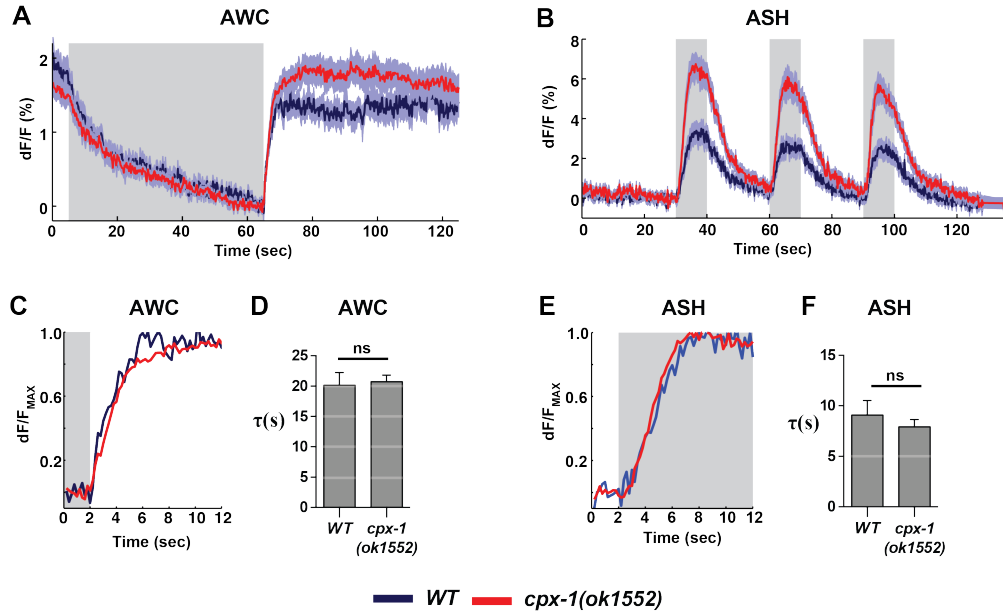 A
AWC
dF/F (%)
2
1
0
0 20 40 60 80 100 120
Time (sec)
B
ASH
dF/F (%)
8
6
4
2
0
0 20 40 60 80 100 120
Time (sec)
C
AWC
dF/FMAX
1.0
0.6
0.2
0 2 4 6 8 10 12
Time (sec)
D
AWC
τ(s)
25
20
15
10
5
0
ns
WT cpx-1
(ok1552)
E
ASH
dF/FMAX
1.0
0.6
0.2
0 2 4 6 8 10 12
Time (sec)
F
ASH
τ(s)
15
10
5
0
ns
WT cpx-1
(ok1552)
WT cpx-1(ok1552)